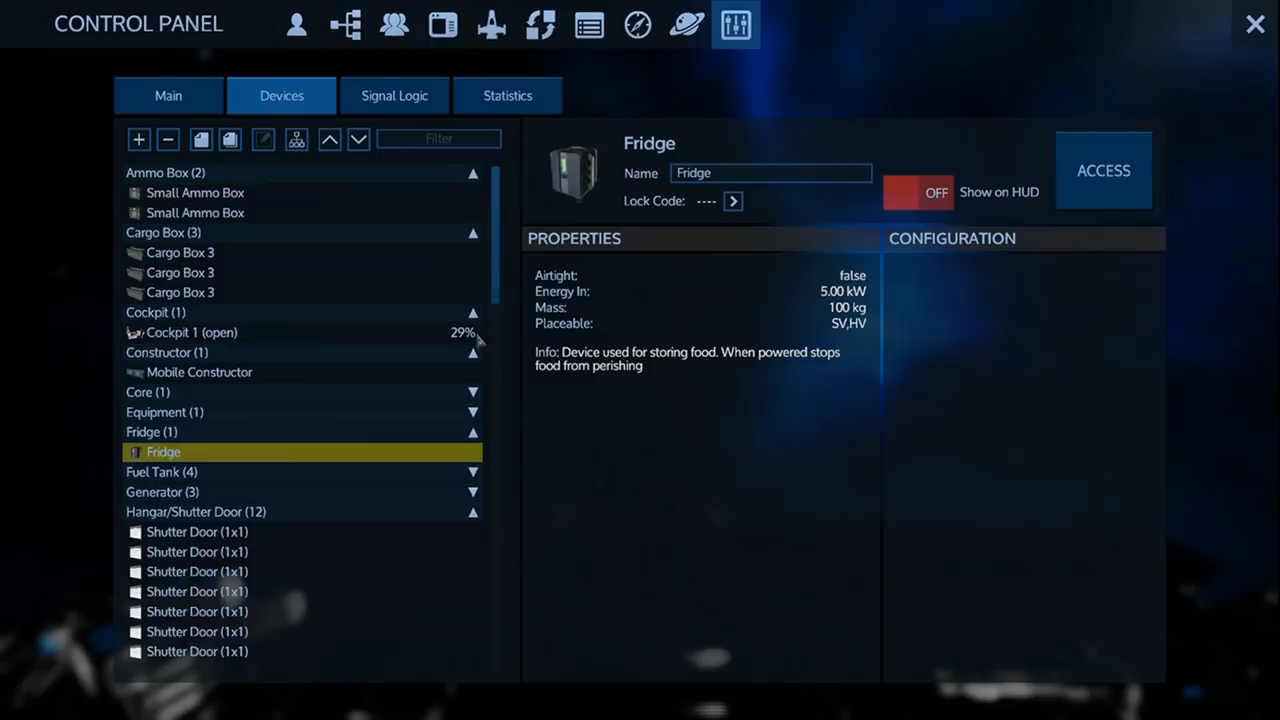 CONTROL PANEL
Main
Devices
Signal Logic
Statistics
Filter
Ammo Box (2)
Small Ammo Box
Small Ammo Box
Cargo Box (3)
Cargo Box 3
Cargo Box 3
Cargo Box 3
Cockpit (1)
Cockpit 1 (open) 29%
Constructor (1)
Mobile Constructor
Core (1)
Equipment (1)
Fridge (1)
Fridge
Fuel Tank (4)
Generator (3)
Hangar/Shutter Door (12)
Shutter Door (1x1)
Shutter Door (1x1)
Shutter Door (1x1)
Shutter Door (1x1)
Shutter Door (1x1)
Shutter Door (1x1)
Shutter Door (1x1)
Fridge
Name Fridge
Lock Code: ----
OFF Show on HUD
ACCESS
PROPERTIES
Airtight: false
Energy In: 5.00 kW
Mass: 100 kg
Placeable: SV,HV
Info: Device used for storing food. When powered stops
food from perishing
CONFIGURATION